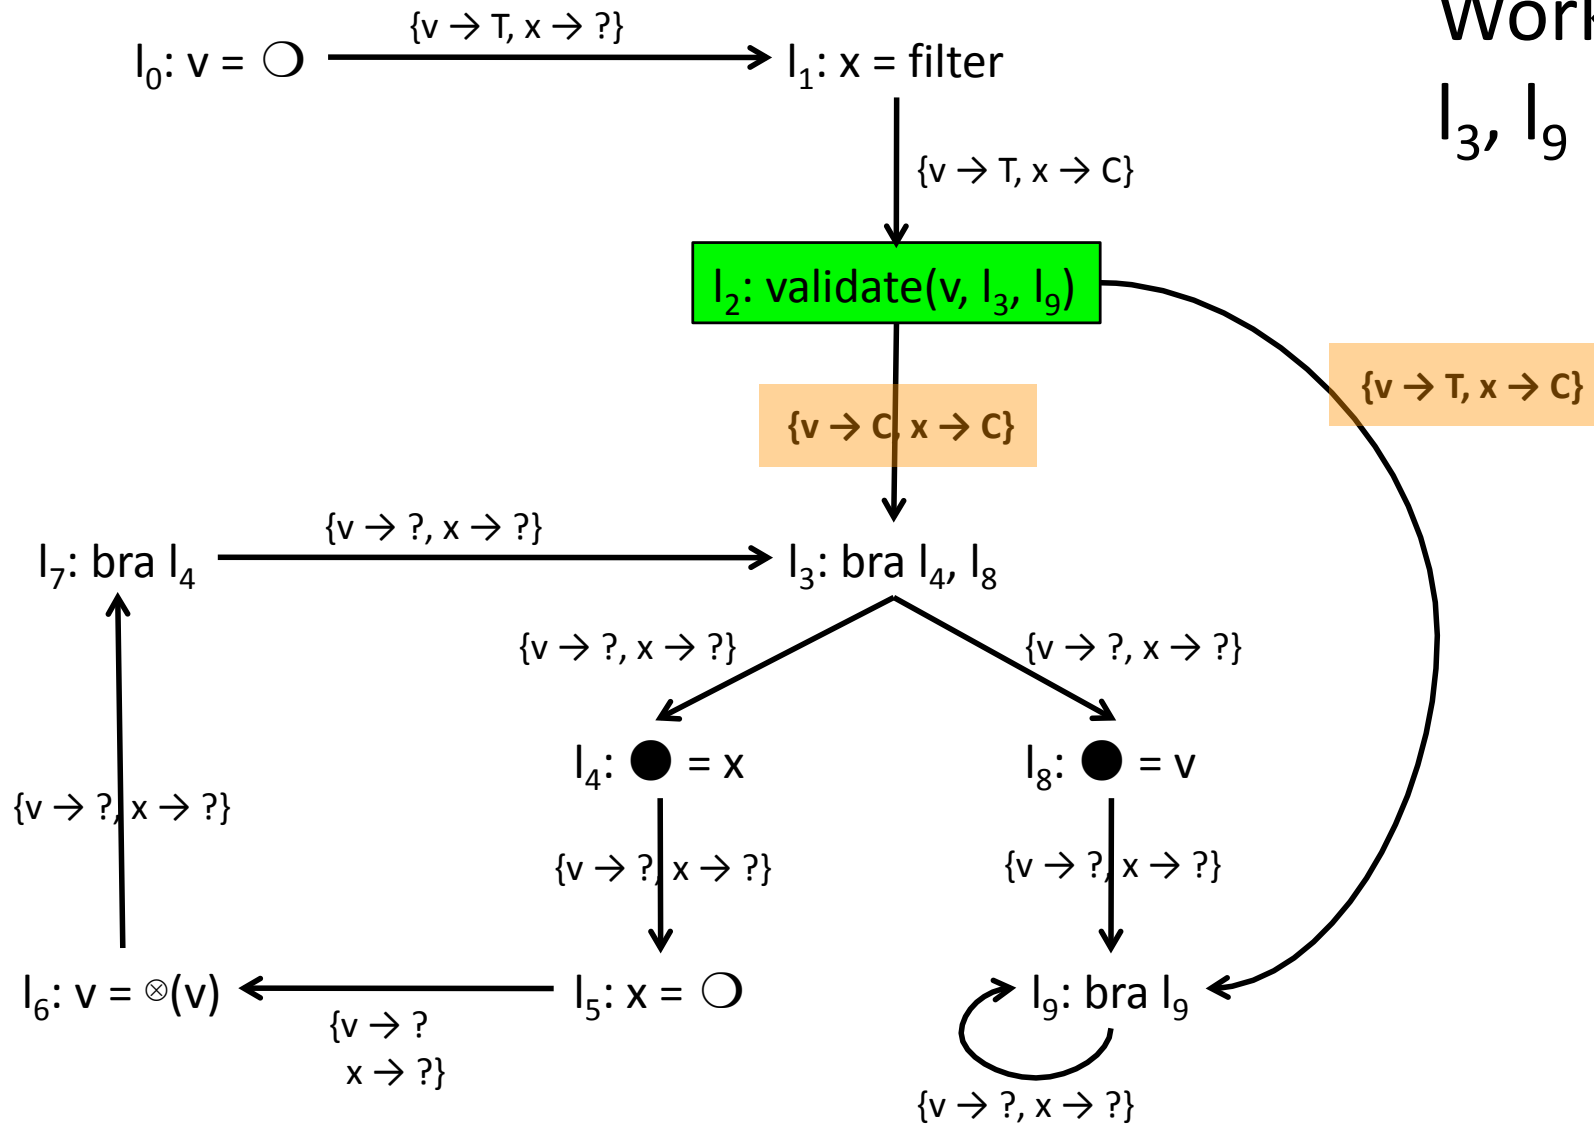 {v → T, x → ?}
Work
l₀: v = ❍
l₁: x = filter
l₃, l₉
{v → T, x → C}
l₂: validate(v, l₃, l₉)
{v → T, x → C}
{v → C, x → C}
{v → ?, x → ?}
l₇: bra l₄
l₃: bra l₄, l₈
{v → ?, x → ?}
{v → ?, x → ?}
l₄: ● = x
l₈: ● = v
{v → ?, x → ?}
{v → ?, x → ?}
{v → ?, x → ?}
l₆: v = ⊗(v)
l₅: x = ❍
l₉: bra l₉
{v → ?
x → ?}
{v → ?, x → ?}